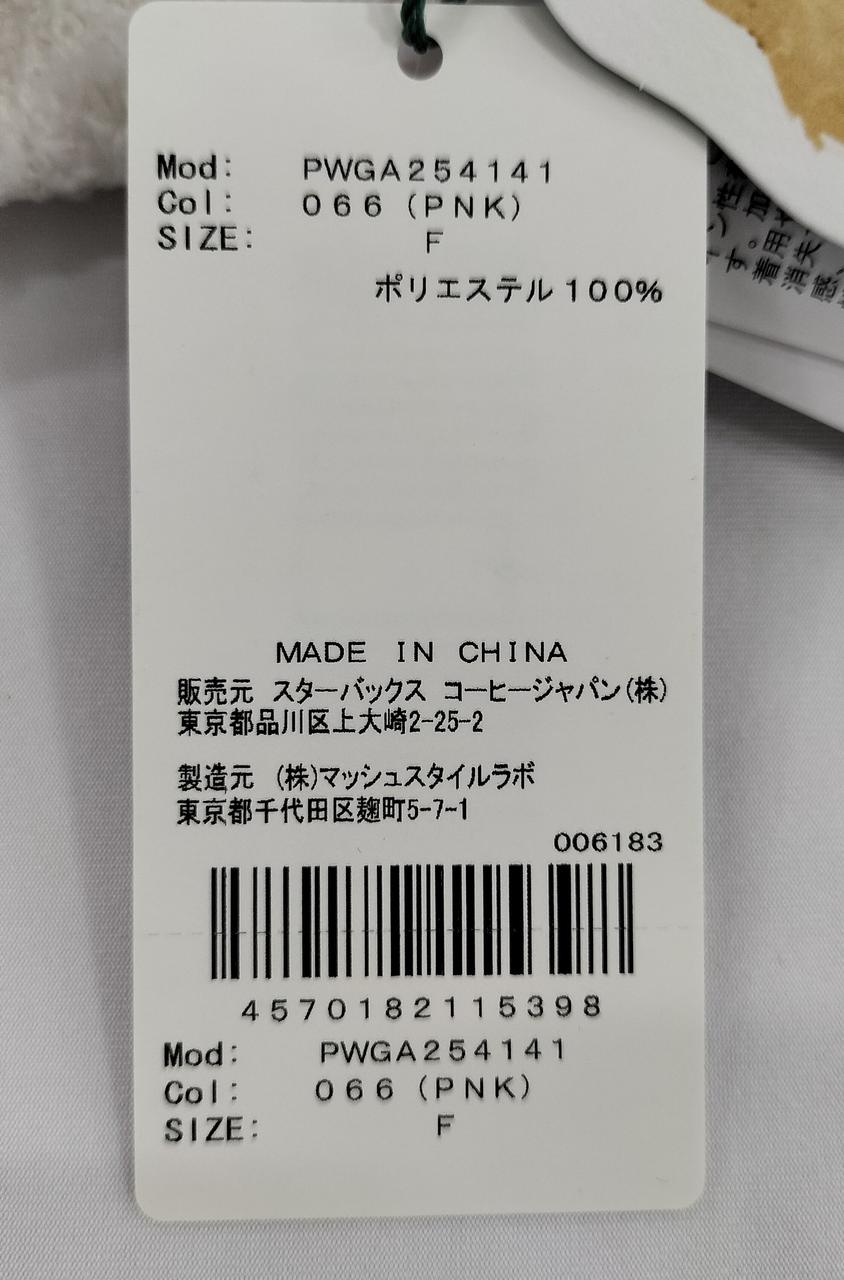 Mod: PWGA254141
Col: 066(PNK)
SIZE: F
ポリエステル100%
MADE IN CHINA
販売元 スターバックス コーヒージャパン(株)
東京都品川区上大崎2-25-2
製造元 (株)マッシュスタイルラボ
東京都千代田区麹町5-7-1
006183
4570182115398
Mod: PWGA254141
Col: 066(PNK)
SIZE: F